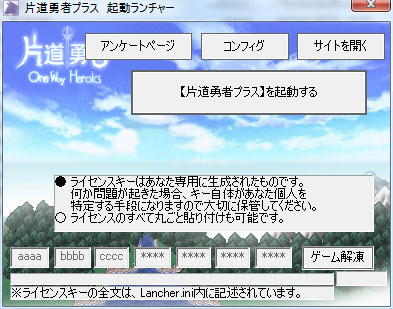 片道勇者プラス 起動ランチャー
片道勇者
One Way Heroics
アンケートページ
コンフィグ
サイトを開く
【片道勇者プラス】を起動する
● ライセンスキーはあなた専用に生成されたものです。
何か問題が起きた場合、キー自体があなた個人を
特定する手段になりますので大切に保管してください。
○ ライセンスのすべて丸ごと貼り付けも可能です。
aaaa bbbb cccc **** **** **** **** ゲーム解凍
※ライセンスキーの全文は、Lancher.ini内に記述されています。